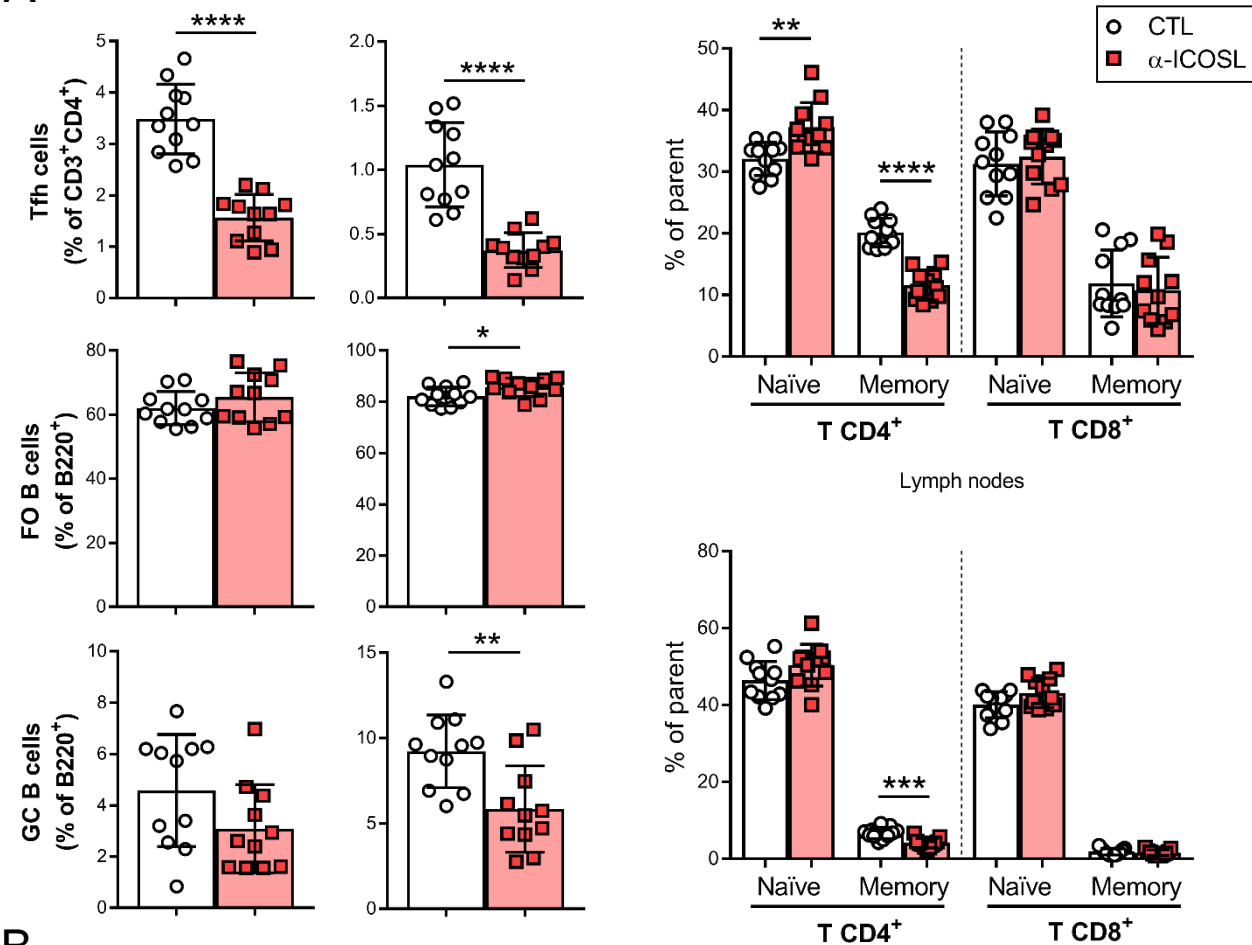 ****
****
Tfh cells
(% of CD3⁺CD4⁺)
5
4
3
2
1
0
2.0
1.5
1.0
0.5
0.0
**
****
CTL
α-ICOSL
% of parent
50
40
30
20
10
0
Naïve
Memory
Naïve
Memory
T CD4⁺
T CD8⁺
*
FO B cells
(% of B220⁺)
80
60
40
20
0
100
80
60
40
20
0
Lymph nodes
**
GC B cells
(% of B220⁺)
10
8
6
4
2
0
15
10
5
0
***
% of parent
80
60
40
20
0
Naïve
Memory
Naïve
Memory
T CD4⁺
T CD8⁺